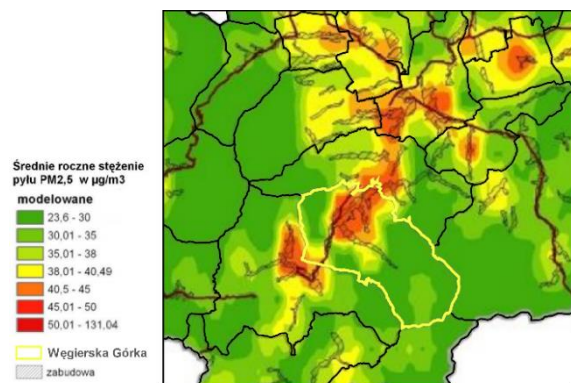 Średnie roczne stężenie
pyłu PM2,5 w µg/m3
modelowane
23,6 - 30
30,01 - 35
35,01 - 38
38,01 - 40,49
40,5 - 45
45,01 - 50
50,01 - 131,04
Węgierska Górka
zabudowa